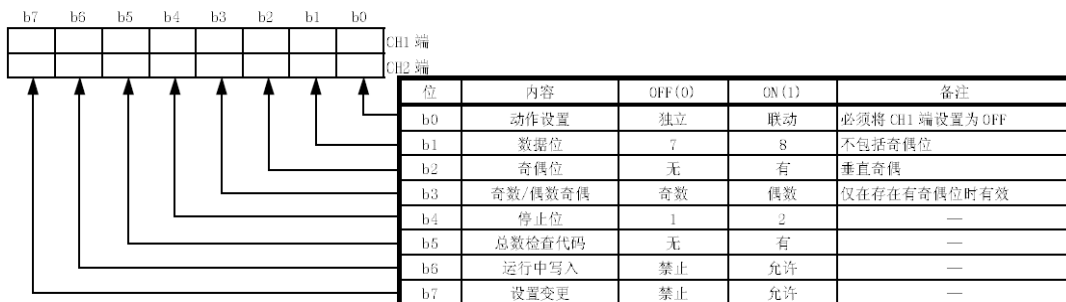 b7 b6 b5 b4 b3 b2 b1 b0
CH1 端
CH2 端
位 内容 OFF(0) ON(1) 备注
b0 动作设置 独立 联动 必须将 CH1 端设置为 OFF
b1 数据位 7 8 不包括奇偶位
b2 奇偶位 无 有 垂直奇偶
b3 奇数/偶数奇偶 奇数 偶数 仅在存在有奇偶位时有效
b4 停止位 1 2 —
b5 总数检查代码 无 有 —
b6 运行中写入 禁止 允许 —
b7 设置变更 禁止 允许 —